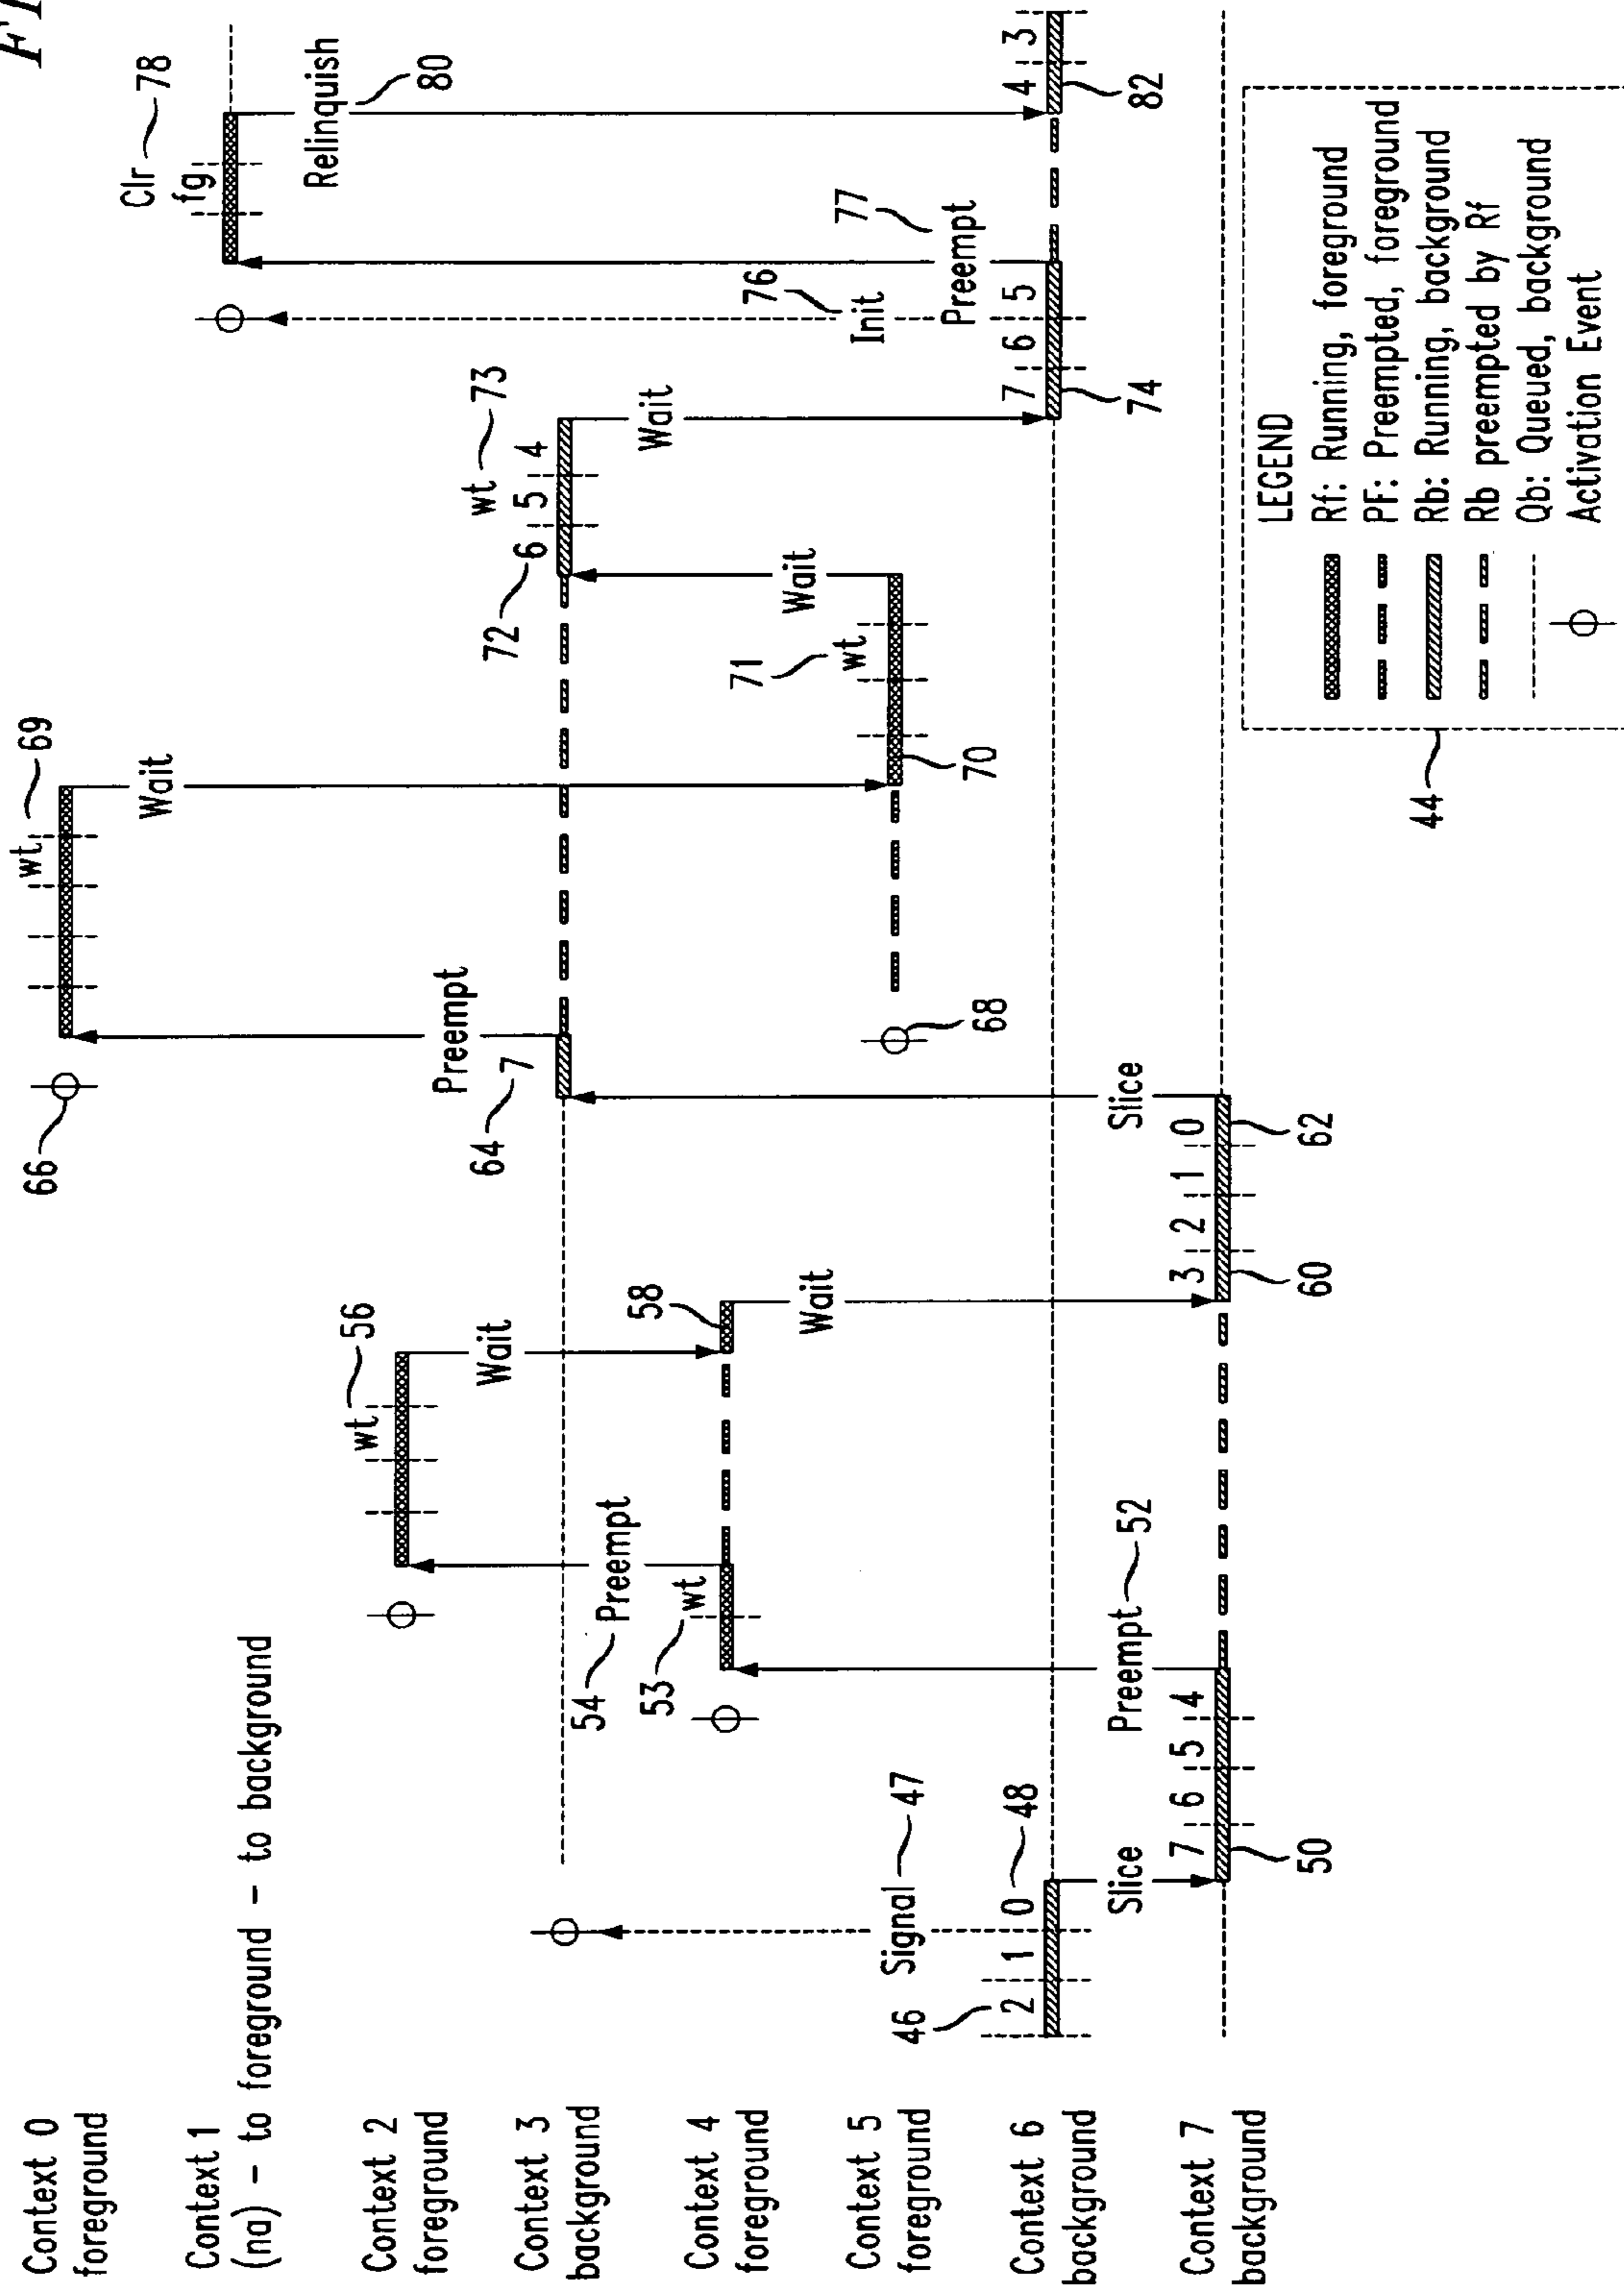 FI
Context 0
foreground
Context 1
(na) - to foreground - to background
Context 2
foreground
Context 3
background
Context 4
foreground
Context 5
foreground
Context 6
background
Context 7
background
66
wt
69
Wait
Clr
78
fg
Relinquish
80
wt
56
Wait
Preempt
64
7
72
6
5
4
wt
73
Wait
54
Preempt
53
wt
58
Wait
68
70
71
wt
Wait
46
Signal
47
2
1
0
48
Slice
7
6
5
4
50
Preempt
52
3
2
1
0
60
62
Slice
7
6
5
74
Init
76
Preempt
77
4
3
82
44
LEGEND
Rf: Running, foreground
PF: Preempted, foreground
Rb: Running, background
Rb preempted by Rf
Qb: Queued, background
Activation Event